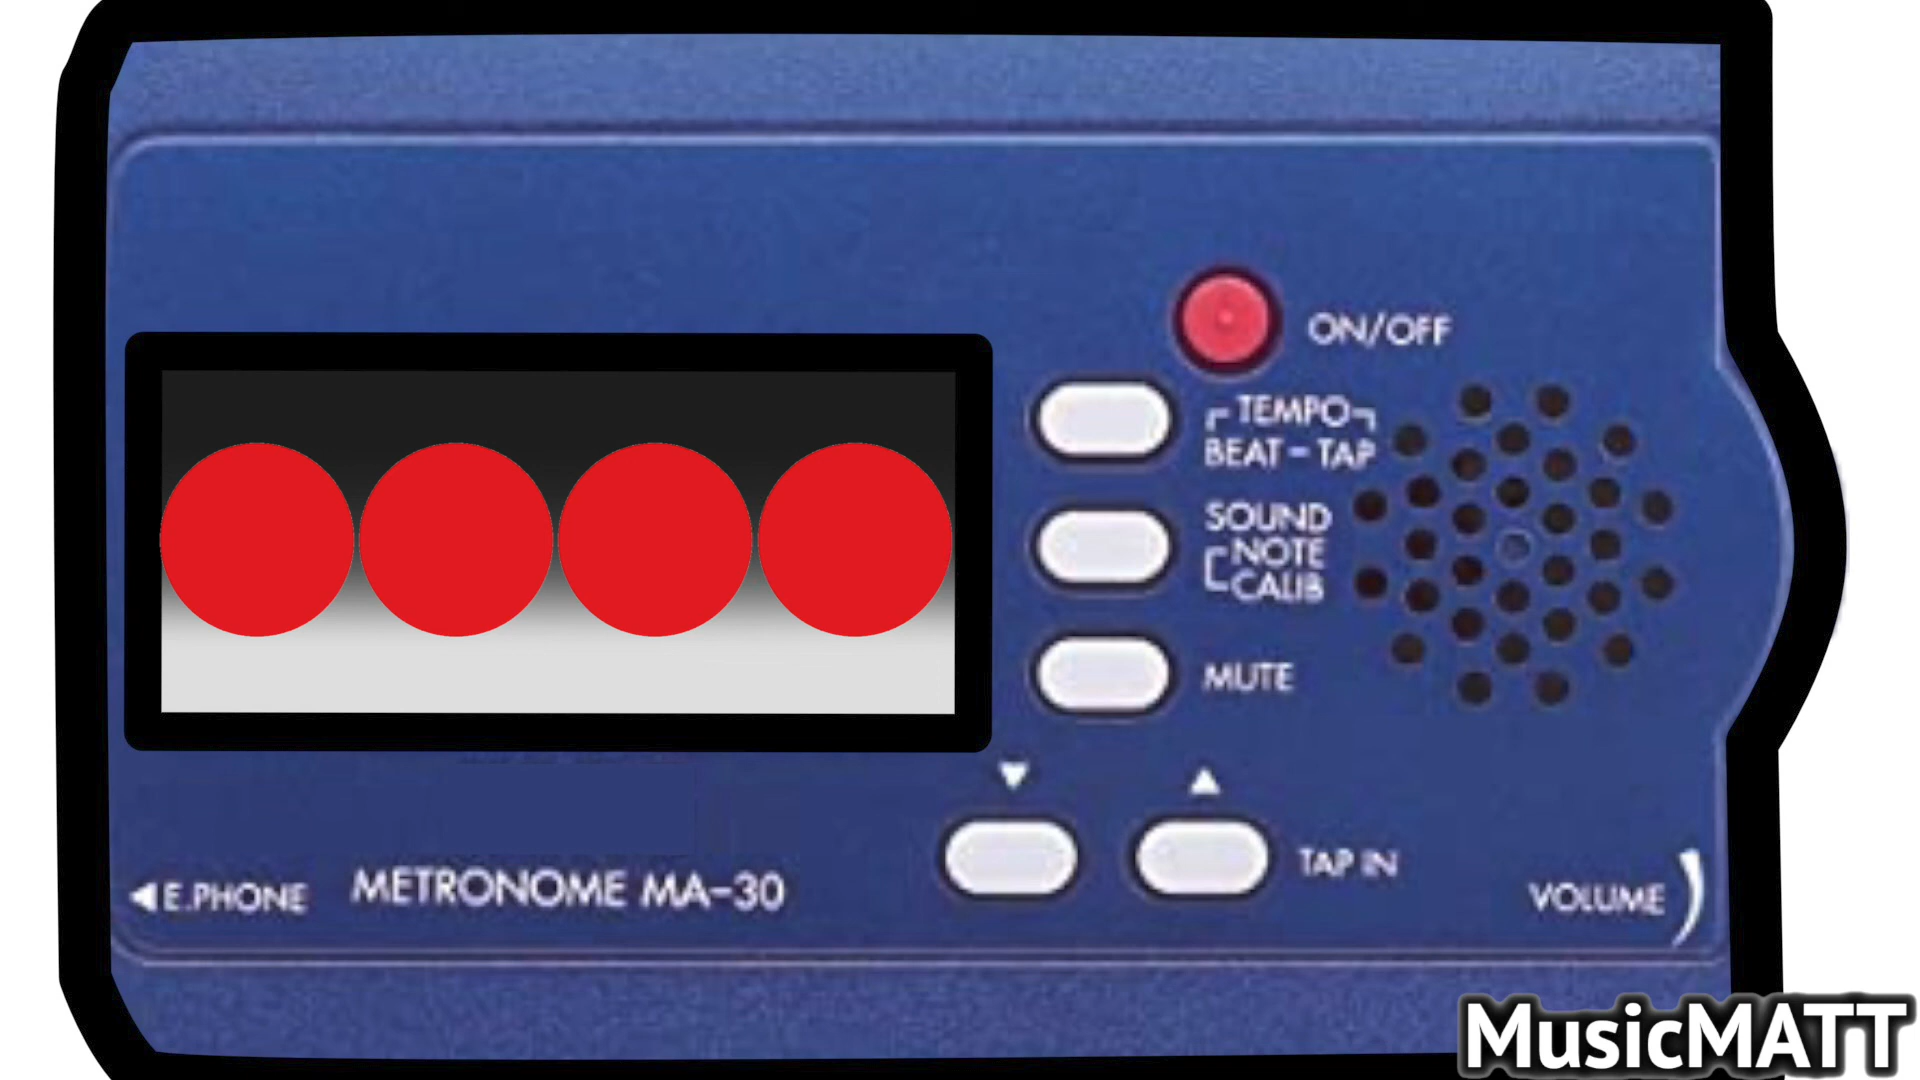 ON/OFF
TEMPO
BEAT - TAP
SOUND
NOTE
CALIB
MUTE
▼ ▲
TAP IN
◀E.PHONE METRONOME MA-30
VOLUME
MusicMATT